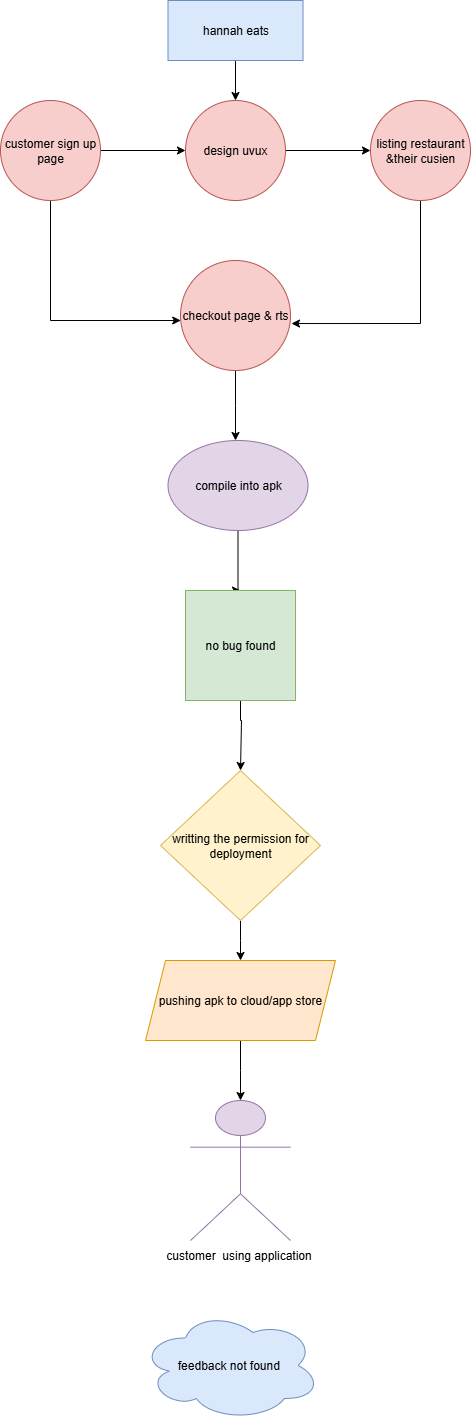 hannah eats
customer sign up
page
design uvux
listing restaurant
&their cusien
checkout page & rts
compile into apk
no bug found
writting the permission for
deployment
pushing apk to cloud/app store
customer  using application
feedback not found